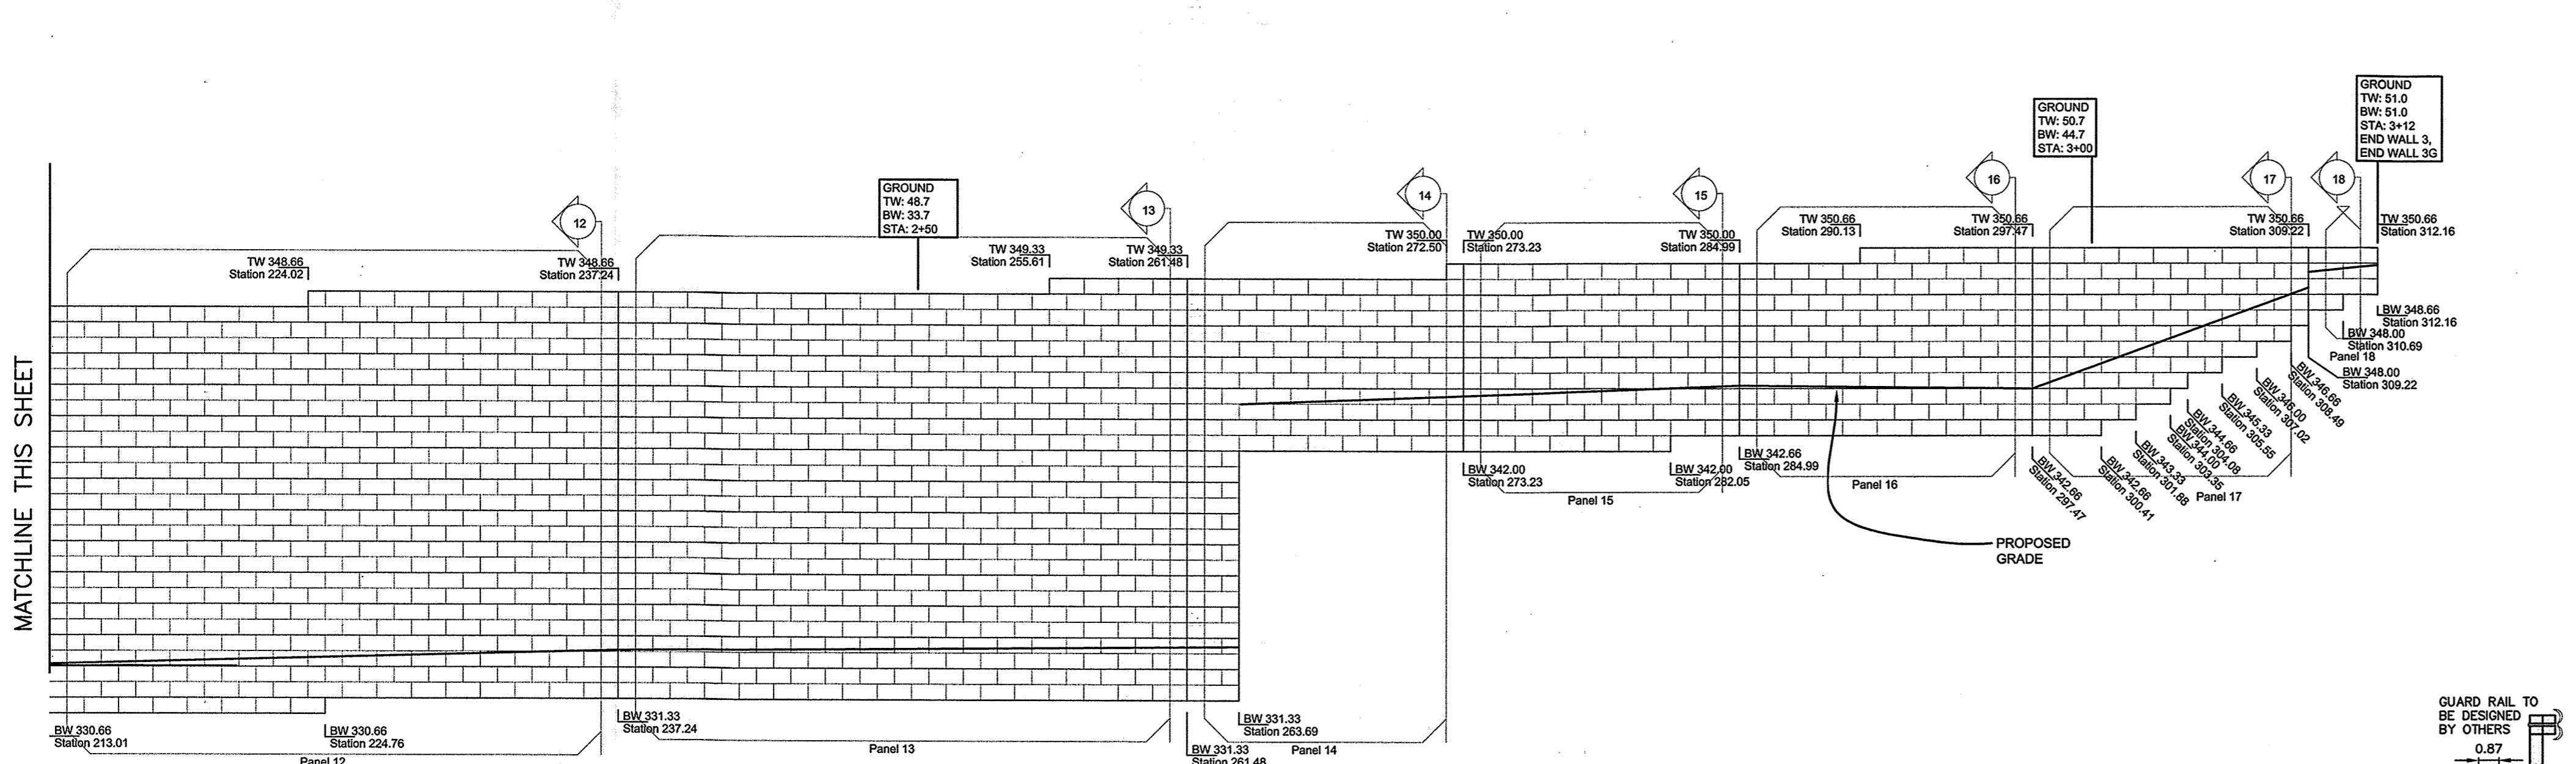 MATCHLINE THIS SHEET
TW 348.66
Station 224.02
12
TW 348.66
Station 237.24
GROUND
TW: 48.7
BW: 33.7
STA: 2+50
TW 349.33
Station 255.61
13
TW 349.33
Station 261.48
14
TW 350.00
Station 272.50
TW 350.00
Station 273.23
15
TW 350.00
Station 284.99
TW 350.66
Station 290.13
16
TW 350.66
Station 297.47
GROUND
TW: 50.7
BW: 44.7
STA: 3+00
17
TW 350.66
Station 309.22
18
GROUND
TW: 51.0
BW: 51.0
STA: 3+12
END WALL 3,
END WALL 3G
TW 350.66
Station 312.16
BW 348.66
Station 312.16
BW 348.00
Station 310.69
Panel 18
BW 348.00
Station 309.22
BW 346.66
Station 308.49
BW 346.00
Station 307.02
BW 345.33
Station 305.55
BW 344.66
Station 304.08
BW 344.00
Station 303.35
BW 343.33
Station 301.88
BW 342.66
Station 300.41
BW 342.66
Station 297.47
Panel 17
BW 342.66
Station 284.99
Panel 16
BW 342.00
Station 282.05
Panel 15
BW 342.00
Station 273.23
PROPOSED
GRADE
BW 330.66
Station 213.01
BW 330.66
Station 224.76
Panel 12
BW 331.33
Station 237.24
Panel 13
BW 331.33
Station 261.48
BW 331.33
Station 263.69
Panel 14
GUARD RAIL TO
BE DESIGNED
BY OTHERS
0.87